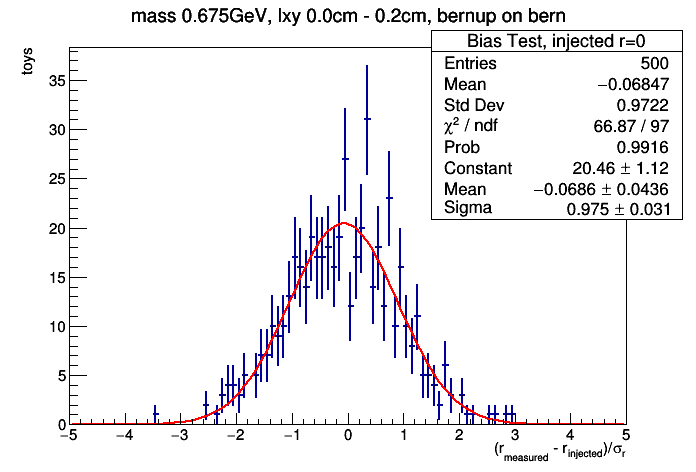 mass 0.675GeV, lxy 0.0cm - 0.2cm, bernup on bern
Bias Test, injected r=0
Entries 500
Mean −0.06847
Std Dev 0.9722
χ² / ndf 66.87 / 97
Prob 0.9916
Constant 20.46 ± 1.12
Mean −0.0686 ± 0.0436
Sigma 0.975 ± 0.031
toys
35
30
25
20
15
10
5
0
−5 −4 −3 −2 −1 0 1 2 3 4 5
(r_measured - r_injected)/σ_r